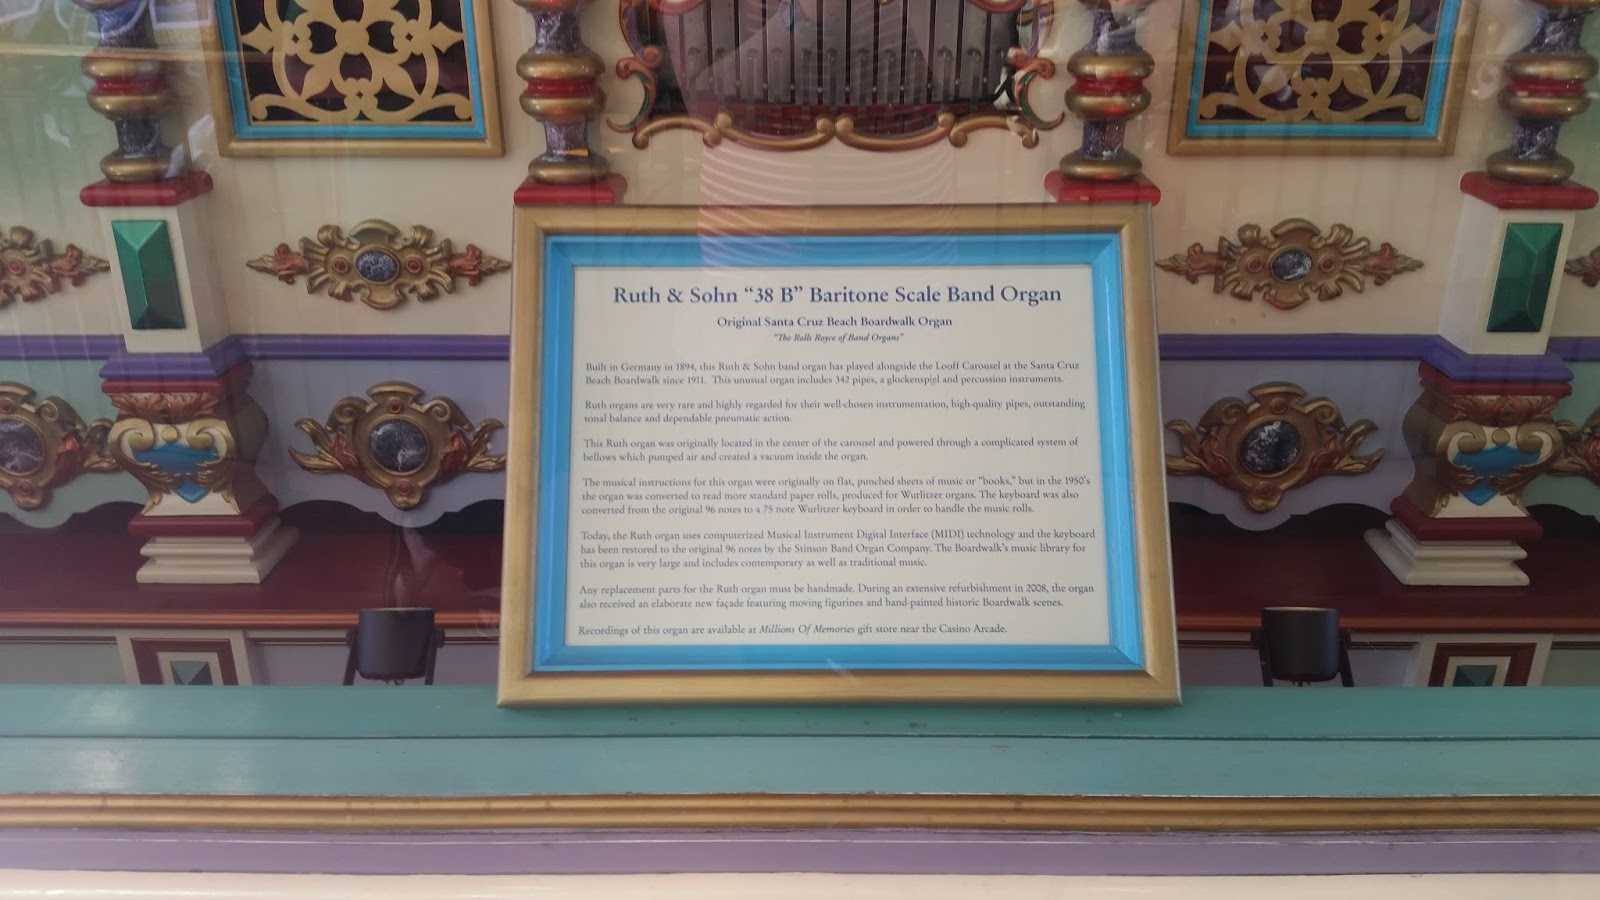 Ruth & Sohn “38 B” Baritone Scale Band Organ
Original Santa Cruz Beach Boardwalk Organ
“The Rolls Royce of Band Organs”
Built in Germany in 1894, this Ruth & Sohn band organ has played alongside the Looff Carousel at the Santa Cruz
Beach Boardwalk since 1911. This unusual organ includes 342 pipes, a glockenspiel and percussion instruments.
Ruth organs are very rare and highly regarded for their well-chosen instrumentation, high-quality pipes, outstanding
tonal balance and dependable pneumatic action.
This Ruth organ was originally located in the center of the carousel and powered through a complicated system of
bellows which pumped air and created a vacuum inside the organ.
The musical instructions for this organ were originally on flat, punched sheets of music or “books,” but in the 1950’s
the organ was converted to read more standard paper rolls, produced for Wurlitzer organs. The keyboard was also
converted from the original 96 notes to a 75 note Wurlitzer keyboard in order to handle the music rolls.
Today, the Ruth organ uses computerized Musical Instrument Digital Interface (MIDI) technology and the keyboard
has been restored to the original 96 notes by the Stinson Band Organ Company. The Boardwalk’s music library for
this organ is very large and includes contemporary as well as traditional music.
Any replacement parts for the Ruth organ must be handmade. During an extensive refurbishment in 2008, the organ
also received an elaborate new façade featuring moving figurines and hand-painted historic Boardwalk scenes.
Recordings of this organ are available at Millions Of Memories gift store near the Casino Arcade.